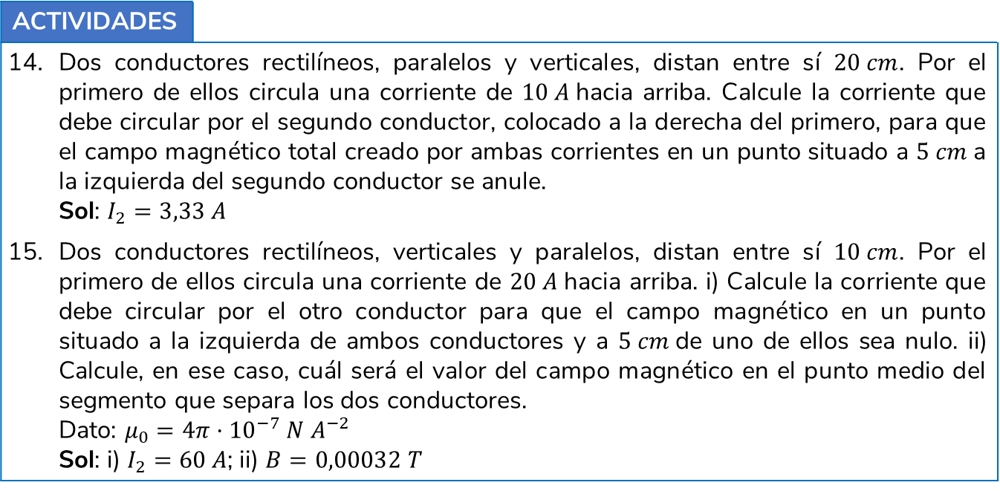 ACTIVIDADES
14. Dos conductores rectilíneos, paralelos y verticales, distan entre sí 20 cm. Por el
primero de ellos circula una corriente de 10 A hacia arriba. Calcule la corriente que
debe circular por el segundo conductor, colocado a la derecha del primero, para que
el campo magnético total creado por ambas corrientes en un punto situado a 5 cm a
la izquierda del segundo conductor se anule.
Sol: I₂ = 3,33 A
15. Dos conductores rectilíneos, verticales y paralelos, distan entre sí 10 cm. Por el
primero de ellos circula una corriente de 20 A hacia arriba. i) Calcule la corriente que
debe circular por el otro conductor para que el campo magnético en un punto
situado a la izquierda de ambos conductores y a 5 cm de uno de ellos sea nulo. ii)
Calcule, en ese caso, cuál será el valor del campo magnético en el punto medio del
segmento que separa los dos conductores.
Dato: μ₀ = 4π · 10⁻⁷ N A⁻²
Sol: i) I₂ = 60 A; ii) B = 0,00032 T